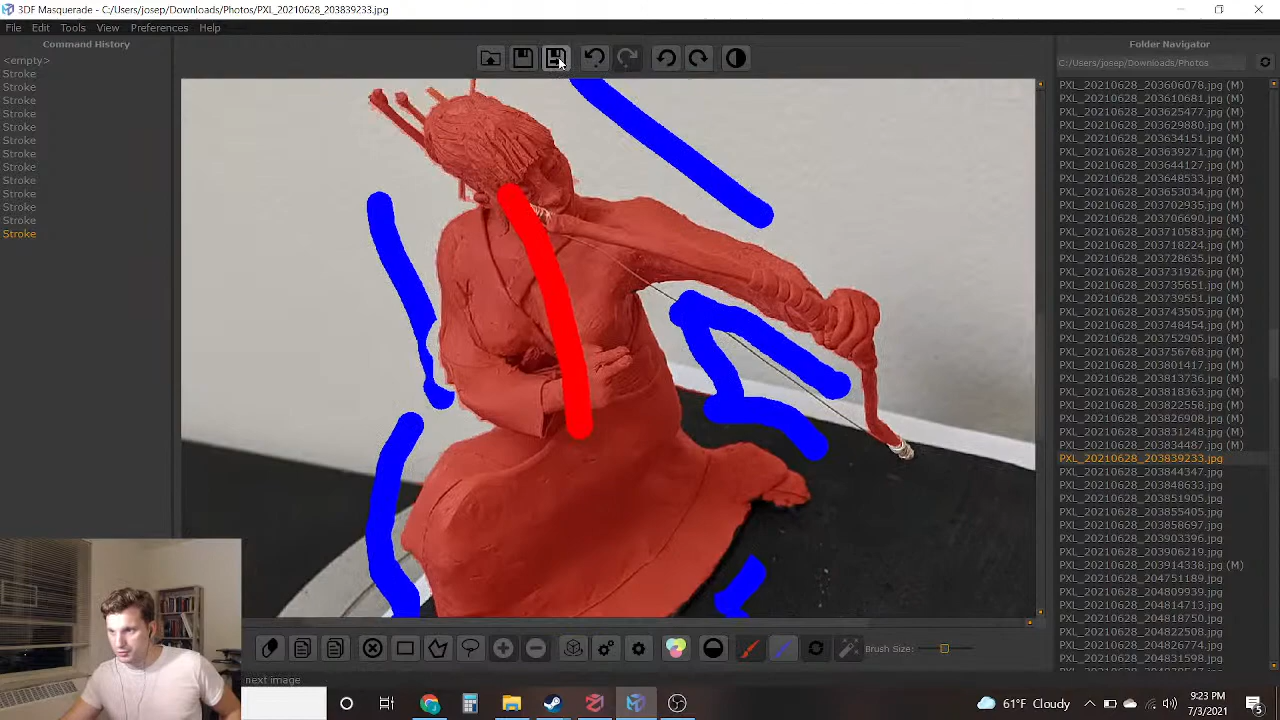 3DF Masquerade - C:/Users/josep/Downloads/Photos/PXL_20210628_203839233.jpg
File Edit Tools View Preferences Help
Command History
<empty>
Stroke
Stroke
Stroke
Stroke
Stroke
Stroke
Stroke
Stroke
Stroke
Stroke
Stroke
Stroke
Stroke
Folder Navigator
C:/Users/josep/Downloads/Photos
PXL_20210628_203606078.jpg (M)
PXL_20210628_203610681.jpg (M)
PXL_20210628_203625477.jpg (M)
PXL_20210628_203629880.jpg (M)
PXL_20210628_203634151.jpg (M)
PXL_20210628_203639271.jpg (M)
PXL_20210628_203644127.jpg (M)
PXL_20210628_203648533.jpg (M)
PXL_20210628_203653034.jpg (M)
PXL_20210628_203702935.jpg (M)
PXL_20210628_203706690.jpg (M)
PXL_20210628_203710583.jpg (M)
PXL_20210628_203718224.jpg (M)
PXL_20210628_203728635.jpg (M)
PXL_20210628_203731926.jpg (M)
PXL_20210628_203735651.jpg (M)
PXL_20210628_203739551.jpg (M)
PXL_20210628_203743505.jpg (M)
PXL_20210628_203748454.jpg (M)
PXL_20210628_203752905.jpg (M)
PXL_20210628_203756768.jpg (M)
PXL_20210628_203801417.jpg (M)
PXL_20210628_203813736.jpg (M)
PXL_20210628_203818363.jpg (M)
PXL_20210628_203822558.jpg (M)
PXL_20210628_203826908.jpg (M)
PXL_20210628_203831248.jpg (M)
PXL_20210628_203834487.jpg (M)
PXL_20210628_203839233.jpg
PXL_20210628_203844347.jpg
PXL_20210628_203848633.jpg
PXL_20210628_203851905.jpg
PXL_20210628_203855405.jpg
PXL_20210628_203858697.jpg
PXL_20210628_203903396.jpg
PXL_20210628_203906219.jpg
PXL_20210628_203914338.jpg (M)
PXL_20210628_204751189.jpg
PXL_20210628_204809939.jpg
PXL_20210628_204814713.jpg
PXL_20210628_204818750.jpg
PXL_20210628_204822508.jpg
PXL_20210628_204826774.jpg
PXL_20210628_204831598.jpg
Brush Size:
next image
61°F Cloudy
9:23 PM
7/3/2021
5